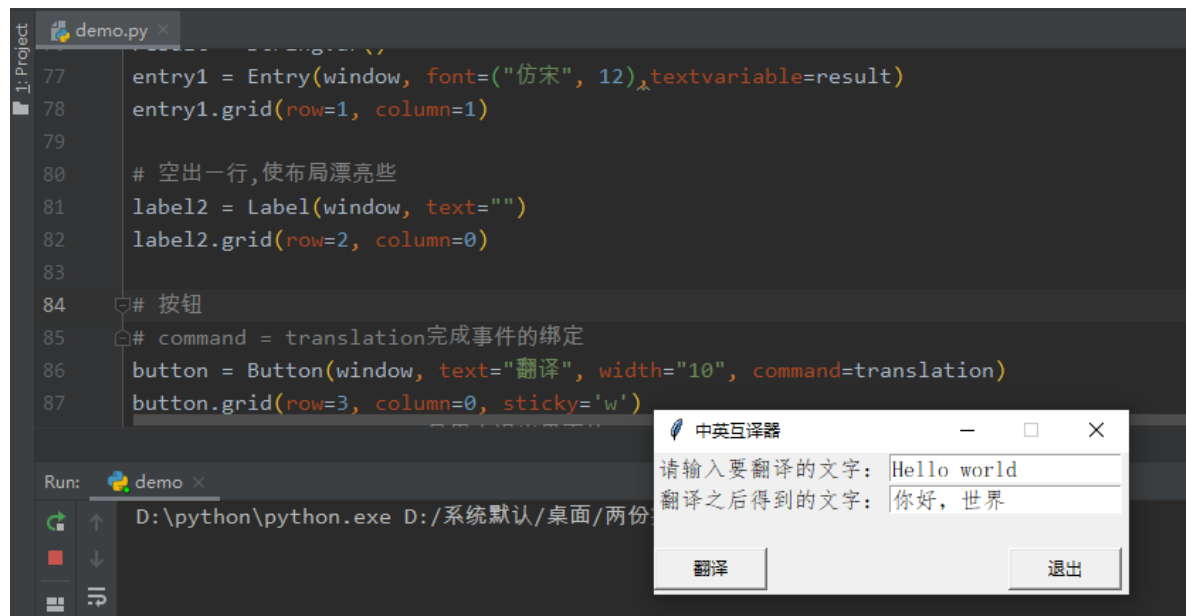 1: Project
demo.py
77 entry1 = Entry(window, font=("仿宋", 12),textvariable=result)
78 entry1.grid(row=1, column=1)
79
80 # 空出一行,使布局漂亮些
81 label2 = Label(window, text="")
82 label2.grid(row=2, column=0)
83
84 # 按钮
85 # command = translation完成事件的绑定
86 button = Button(window, text="翻译", width="10", command=translation)
87 button.grid(row=3, column=0, sticky='w')
Run: demo
D:\python\python.exe D:/系统默认/桌面/两份
中英互译器
请输入要翻译的文字: Hello world
翻译之后得到的文字: 你好, 世界
翻译 退出